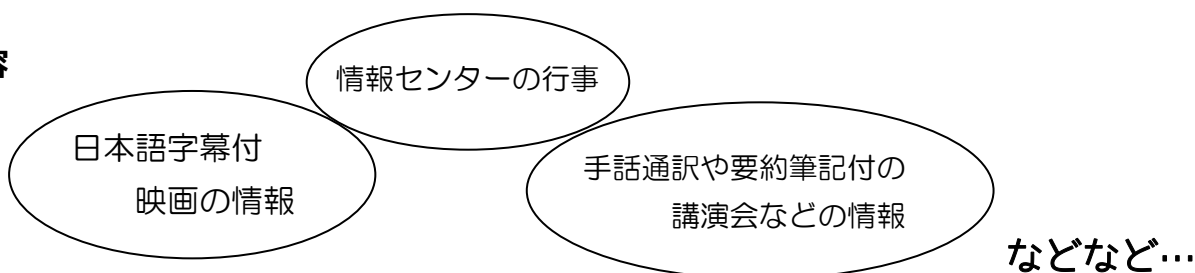 容
情報センターの行事
日本語字幕付
映画の情報
手話通訳や要約筆記付の
講演会などの情報
などなど…